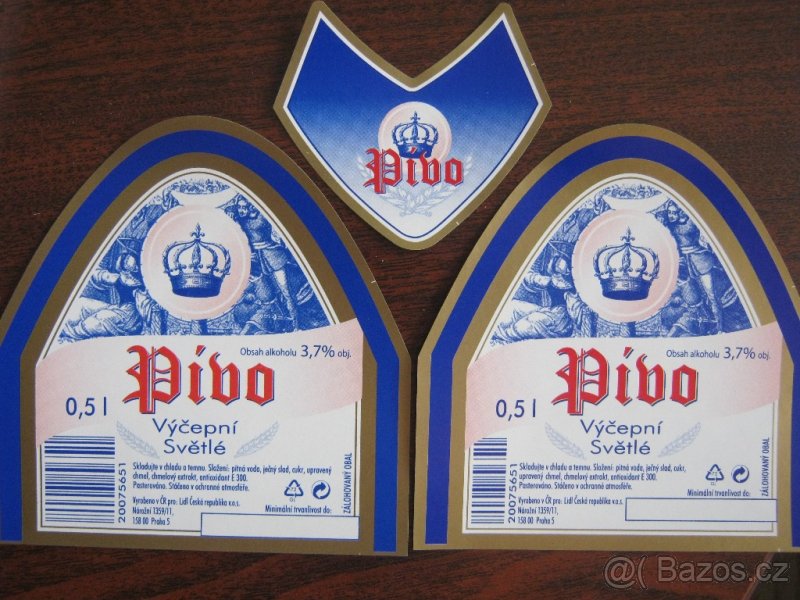 Pivo
Obsah alkoholu 3,7% obj.
Pivo
0,5 l
Výčepní
Světlé
Skladujte v chladu a temnu. Složení: pitná voda, ječný slad, cukr, upravený
chmel, chmelový extrakt, antioxidant E 300.
Pasterováno. Stáčeno v ochranné atmosféře.
Vyrobeno v ČR pro: Lidl Česká republika v.o.s.
Nárožní 1359/11,
158 00 Praha 5
Minimální trvanlivost do:
20075651
ZÁLOHOVANÝ OBAL
Obsah alkoholu 3,7% obj.
Pivo
0,5 l
Výčepní
Světlé
Skladujte v chladu a temnu. Složení: pitná voda, ječný slad, cukr,
upravený chmel, chmelový extrakt, antioxidant E 300.
Pasterováno. Stáčeno v ochranné atmosféře.
Vyrobeno v ČR pro: Lidl Česká republika v.o.s.
Nárožní 1359/11,
158 00 Praha 5
Minimální trvanlivost do:
20075651
ZÁLOHOVANÝ OBAL
@( Bazos.cz